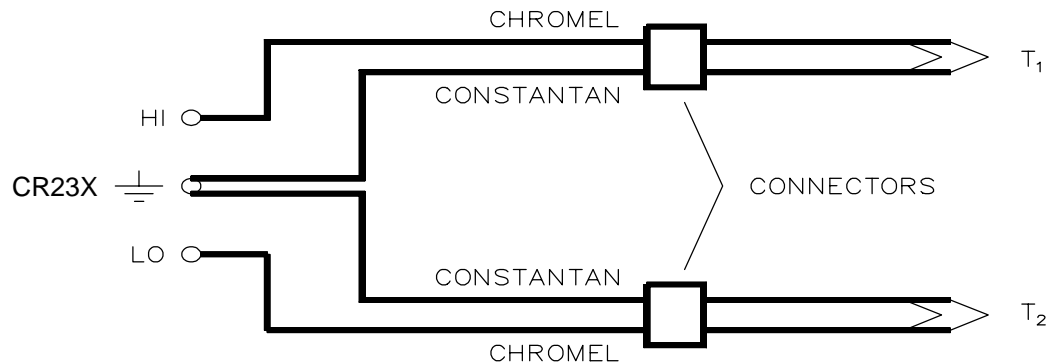 CHROMEL
T1
CONSTANTAN
HI
CR23X
CONNECTORS
LO
CONSTANTAN
T2
CHROMEL